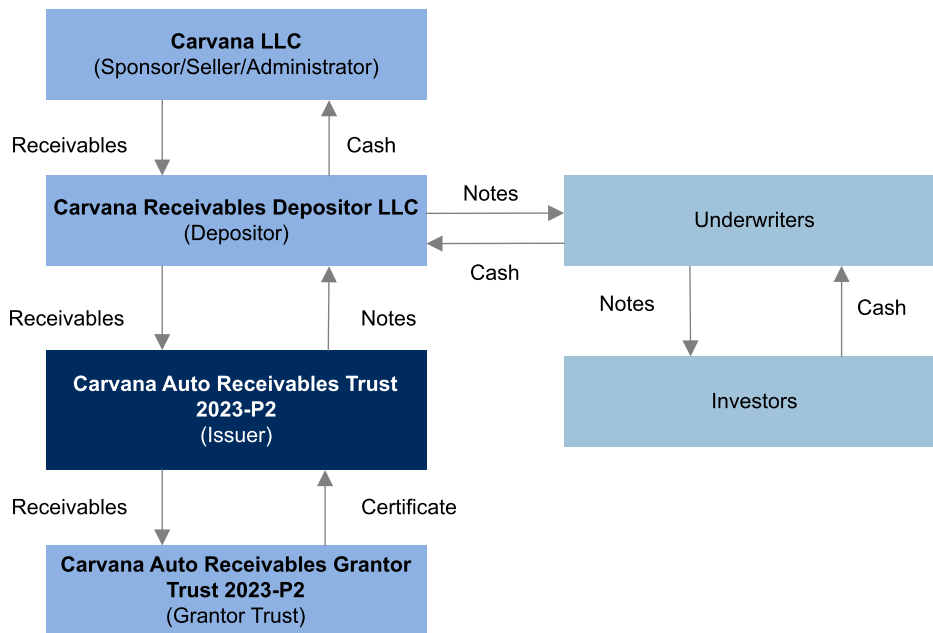 Carvana LLC
(Sponsor/Seller/Administrator)
Receivables
Cash
Carvana Receivables Depositor LLC
(Depositor)
Notes
Cash
Underwriters
Receivables
Notes
Notes
Cash
Carvana Auto Receivables Trust
2023-P2
(Issuer)
Investors
Receivables
Certificate
Carvana Auto Receivables Grantor
Trust 2023-P2
(Grantor Trust)